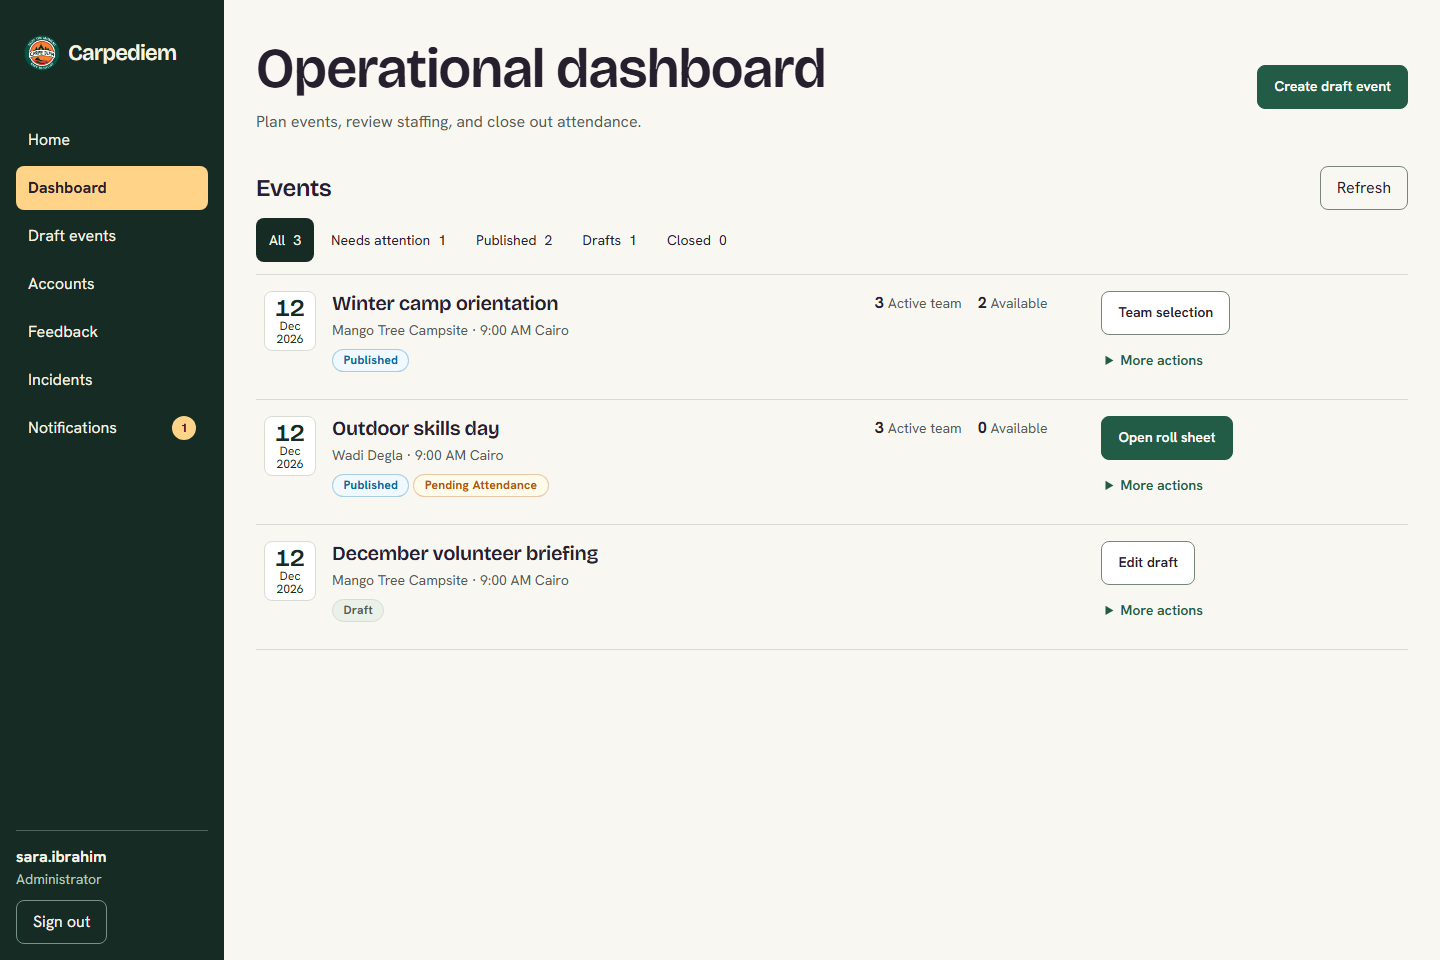 Carpediem
Home
Dashboard
Draft events
Accounts
Feedback
Incidents
Notifications 1
sara.ibrahim
Administrator
Sign out
Operational dashboard
Plan events, review staffing, and close out attendance.
Create draft event
Events
Refresh
All 3 Needs attention 1 Published 2 Drafts 1 Closed 0
12
Dec
2026
Winter camp orientation
Mango Tree Campsite · 9:00 AM Cairo
Published
3 Active team 2 Available
Team selection
More actions
12
Dec
2026
Outdoor skills day
Wadi Degla · 9:00 AM Cairo
Published Pending Attendance
3 Active team 0 Available
Open roll sheet
More actions
12
Dec
2026
December volunteer briefing
Mango Tree Campsite · 9:00 AM Cairo
Draft
Edit draft
More actions